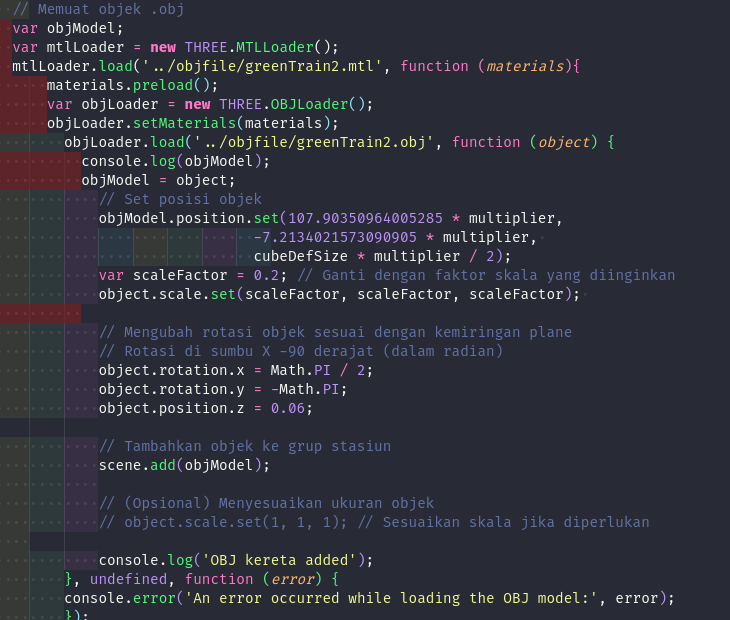 // Memuat objek .obj
var objModel;
var mtlLoader = new THREE.MTLLoader();
mtlLoader.load('../objfile/greenTrain2.mtl', function (materials){
materials.preload();
var objLoader = new THREE.OBJLoader();
objLoader.setMaterials(materials);
objLoader.load('../objfile/greenTrain2.obj', function (object) {
console.log(objModel);
objModel = object;
// Set posisi objek
objModel.position.set(107.90350964005285 * multiplier,
-7.2134021573090905 * multiplier,
cubeDefSize * multiplier / 2);
var scaleFactor = 0.2; // Ganti dengan faktor skala yang diinginkan
object.scale.set(scaleFactor, scaleFactor, scaleFactor);
// Mengubah rotasi objek sesuai dengan kemiringan plane
// Rotasi di sumbu X -90 derajat (dalam radian)
object.rotation.x = Math.PI / 2;
object.rotation.y = -Math.PI;
object.position.z = 0.06;
// Tambahkan objek ke grup stasiun
scene.add(objModel);
// (Opsional) Menyesuaikan ukuran objek
// object.scale.set(1, 1, 1); // Sesuaikan skala jika diperlukan
console.log('OBJ kereta added');
}, undefined, function (error) {
console.error('An error occurred while loading the OBJ model:', error);
});